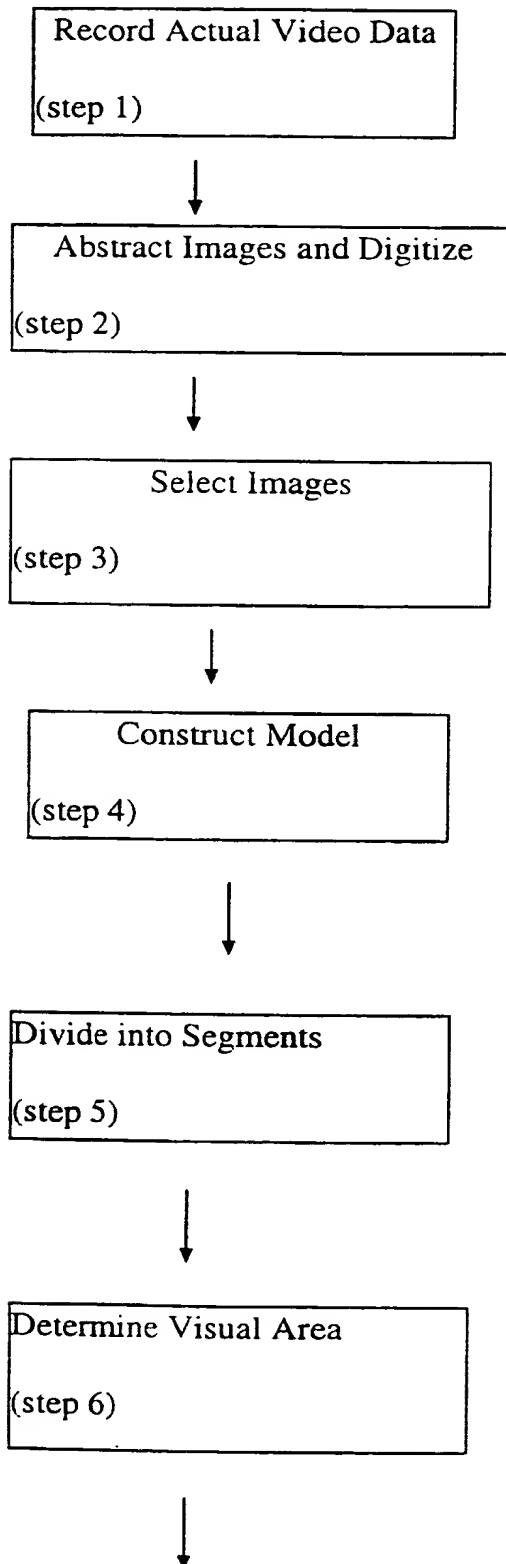 Record Actual Video Data
(step 1)
Abstract Images and Digitize
(step 2)
Select Images
(step 3)
Construct Model
(step 4)
Divide into Segments
(step 5)
Determine Visual Area
(step 6)